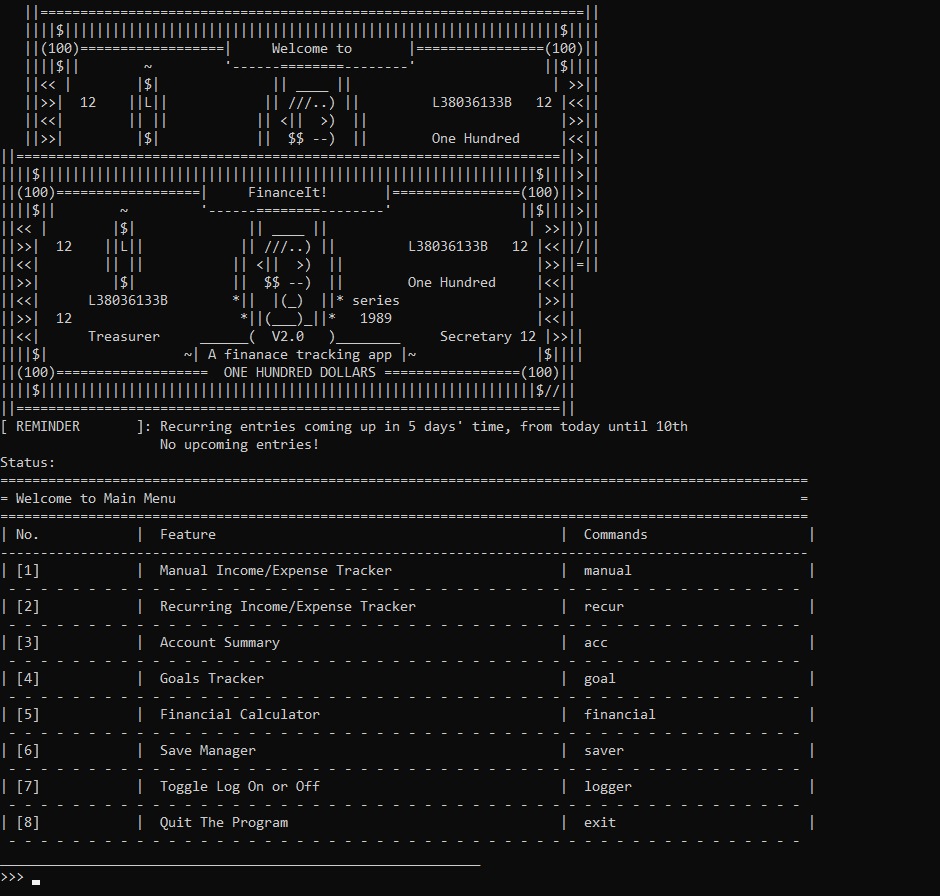 ||====================================================================||
||||$||||||||||||||||||||||||||||||||||||||||||||||||||||||||||||||$||||
||(100)==================|     Welcome to       |================(100)||
||||$||        ~         '------========--------'                ||$||||
||<< |        |$|              || ____ ||                         | >>||
||>>|  12    ||L||            || ///..) ||         L38036133B   12 |<<||
||<<|        || ||           || <||  >)  ||                        |>>||
||>>|        |$|            ||  $$ --)  ||        One Hundred     |<<||
||====================================================================||>||
||||$||||||||||||||||||||||||||||||||||||||||||||||||||||||||||||||$||||>||
||(100)==================|     FinanceIt!       |================(100)||>||
||||$||        ~         '------========--------'                ||$||||>||
||<< |        |$|              || ____ ||                         | >>||)||
||>>|  12    ||L||            || ///..) ||         L38036133B   12 |<<||/||
||<<|        || ||           || <||  >)  ||                        |>>||=||
||>>|        |$|            ||  $$ --)  ||        One Hundred     |<<||
||<<|      L38036133B        *||  |(_)  ||* series                 |>>||
||>>|  12                     *||(___)_||*   1989                  |<<||
||<<|      Treasurer     ______(  V2.0   )________     Secretary 12 |>>||
||||$|                 ~| A finanace tracking app |~               |$||||
||(100)===================  ONE HUNDRED DOLLARS =================(100)||
||||$||||||||||||||||||||||||||||||||||||||||||||||||||||||||||||||$//||
||====================================================================||
[ REMINDER       ]: Recurring entries coming up in 5 days' time, from today until 10th
No upcoming entries!
Status:
=====================================================================================================
= Welcome to Main Menu                                                                              =
=====================================================================================================
| No.            |  Feature                                          |  Commands                    |
-----------------------------------------------------------------------------------------------------
| [1]            |  Manual Income/Expense Tracker                    |  manual                      |
- - - - - - - - - - - - - - - - - - - - - - - - - - - - - - - - - - - - - - - - - - - - - - - - - -
| [2]            |  Recurring Income/Expense Tracker                 |  recur                       |
- - - - - - - - - - - - - - - - - - - - - - - - - - - - - - - - - - - - - - - - - - - - - - - - - -
| [3]            |  Account Summary                                  |  acc                         |
- - - - - - - - - - - - - - - - - - - - - - - - - - - - - - - - - - - - - - - - - - - - - - - - - -
| [4]            |  Goals Tracker                                    |  goal                        |
- - - - - - - - - - - - - - - - - - - - - - - - - - - - - - - - - - - - - - - - - - - - - - - - - -
| [5]            |  Financial Calculator                             |  financial                   |
- - - - - - - - - - - - - - - - - - - - - - - - - - - - - - - - - - - - - - - - - - - - - - - - - -
| [6]            |  Save Manager                                     |  saver                       |
- - - - - - - - - - - - - - - - - - - - - - - - - - - - - - - - - - - - - - - - - - - - - - - - - -
| [7]            |  Toggle Log On or Off                             |  logger                      |
- - - - - - - - - - - - - - - - - - - - - - - - - - - - - - - - - - - - - - - - - - - - - - - - - -
| [8]            |  Quit The Program                                 |  exit                        |
- - - - - - - - - - - - - - - - - - - - - - - - - - - - - - - - - - - - - - - - - - - - - - - - - -
____________________________________________________________
>>> _